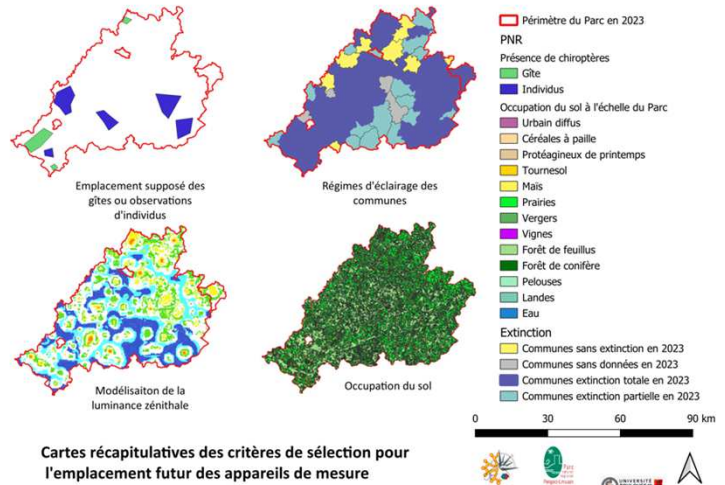 Emplacement supposé des
gîtes ou observations
d'individus
Régimes d'éclairage des
communes
Modélisaiton de la
luminance zénithale
Occupation du sol
Cartes récapitulatives des critères de sélection pour
l'emplacement futur des appareils de mesure
Périmètre du Parc en 2023
PNR
Présence de chiroptères
Gîte
Individus
Occupation du sol à l'échelle du Parc
Urbain diffus
Céréales à paille
Protéagineux de printemps
Tournesol
Maïs
Prairies
Vergers
Vignes
Forêt de feuillus
Forêt de conifère
Pelouses
Landes
Eau
Extinction
Communes sans extinction en 2023
Communes sans données en 2023
Communes extinction totale en 2023
Communes extinction partielle en 2023
0 30 60 90 km
UNIVERSITÉ